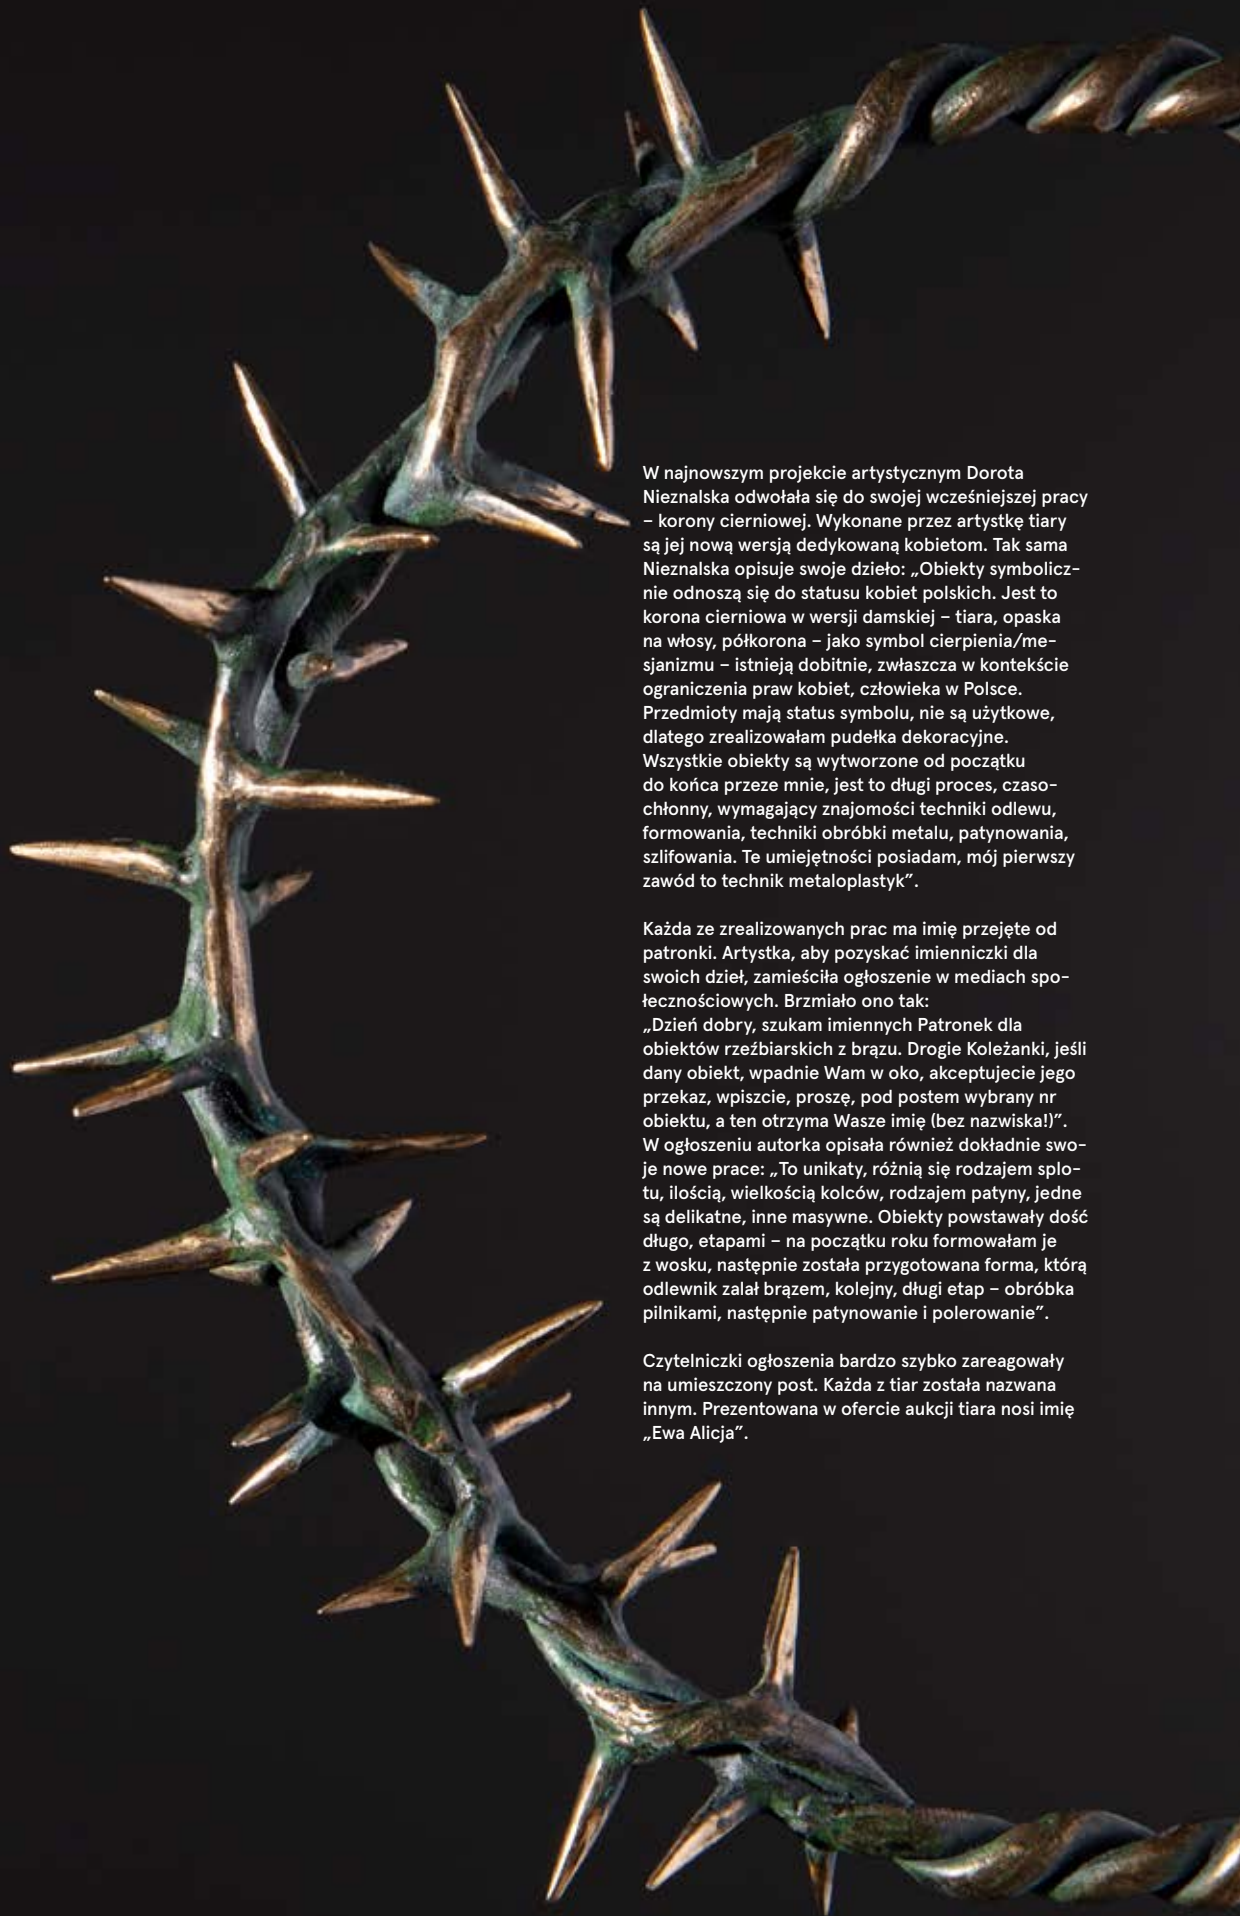 W najnowszym projekcie artystycznym Dorota
Nieznalska odwołała się do swojej wcześniejszej pracy
– korony cierniowej. Wykonane przez artystkę tiary
są jej nową wersją dedykowaną kobietom. Tak sama
Nieznalska opisuje swoje dzieło: „Obiekty symbolicz-
nie odnoszą się do statusu kobiet polskich. Jest to
korona cierniowa w wersji damskiej – tiara, opaska
na włosy, półkorona – jako symbol cierpienia/me-
sjanizmu – istnieją dobitnie, zwłaszcza w kontekście
ograniczenia praw kobiet, człowieka w Polsce.
Przedmioty mają status symbolu, nie są użytkowe,
dlatego zrealizowałam pudełka dekoracyjne.
Wszystkie obiekty są wytworzone od początku
do końca przeze mnie, jest to długi proces, czaso-
chłonny, wymagający znajomości techniki odlewu,
formowania, techniki obróbki metalu, patynowania,
szlifowania. Te umiejętności posiadam, mój pierwszy
zawód to technik metaloplastyk”.
Każda ze zrealizowanych prac ma imię przejęte od
patronki. Artystka, aby pozyskać imienniczki dla
swoich dzieł, zamieściła ogłoszenie w mediach spo-
łecznościowych. Brzmiało ono tak:
„Dzień dobry, szukam imiennych Patronek dla
obiektów rzeźbiarskich z brązu. Drogie Koleżanki, jeśli
dany obiekt, wpadnie Wam w oko, akceptujecie jego
przekaz, wpiszcie, proszę, pod postem wybrany nr
obiektu, a ten otrzyma Wasze imię (bez nazwiska!)”.
W ogłoszeniu autorka opisała również dokładnie swo-
je nowe prace: „To unikaty, różnią się rodzajem splo-
tu, ilością, wielkością kolców, rodzajem patyny, jedne
są delikatne, inne masywne. Obiekty powstawały dość
długo, etapami – na początku roku formowałam je
z wosku, następnie została przygotowana forma, którą
odlewnik zalał brązem, kolejny, długi etap – obróbka
pilnikami, następnie patynowanie i polerowanie”.
Czytelniczki ogłoszenia bardzo szybko zareagowały
na umieszczony post. Każda z tiar została nazwana
innym. Prezentowana w ofercie aukcji tiara nosi imię
„Ewa Alicja”.